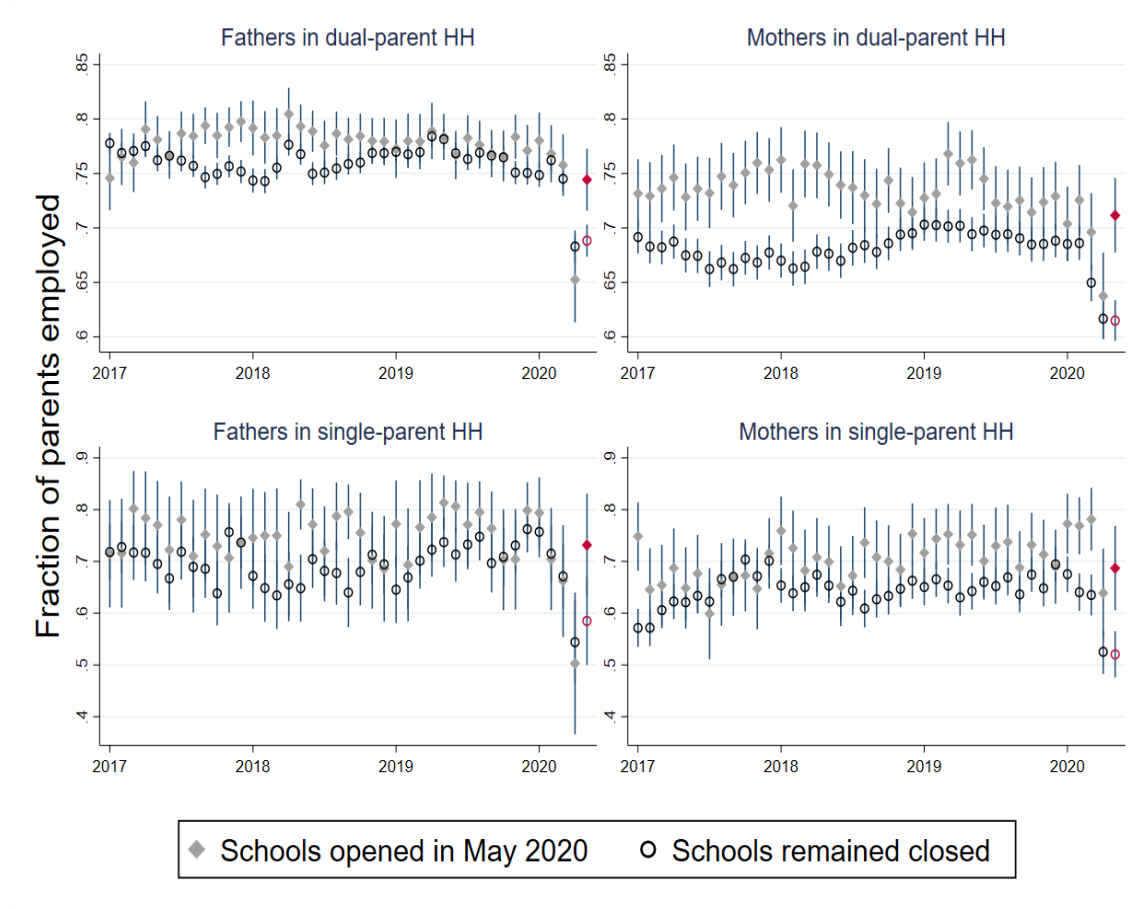 Fathers in dual-parent HH
Mothers in dual-parent HH
.85
.8
.75
.7
.65
.6
.85
.8
.75
.7
.65
.6
2017 2018 2019 2020
2017 2018 2019 2020
Fraction of parents employed
Fathers in single-parent HH
Mothers in single-parent HH
.9
.8
.7
.6
.5
.4
.9
.8
.7
.6
.5
.4
2017 2018 2019 2020
2017 2018 2019 2020
Schools opened in May 2020 Schools remained closed